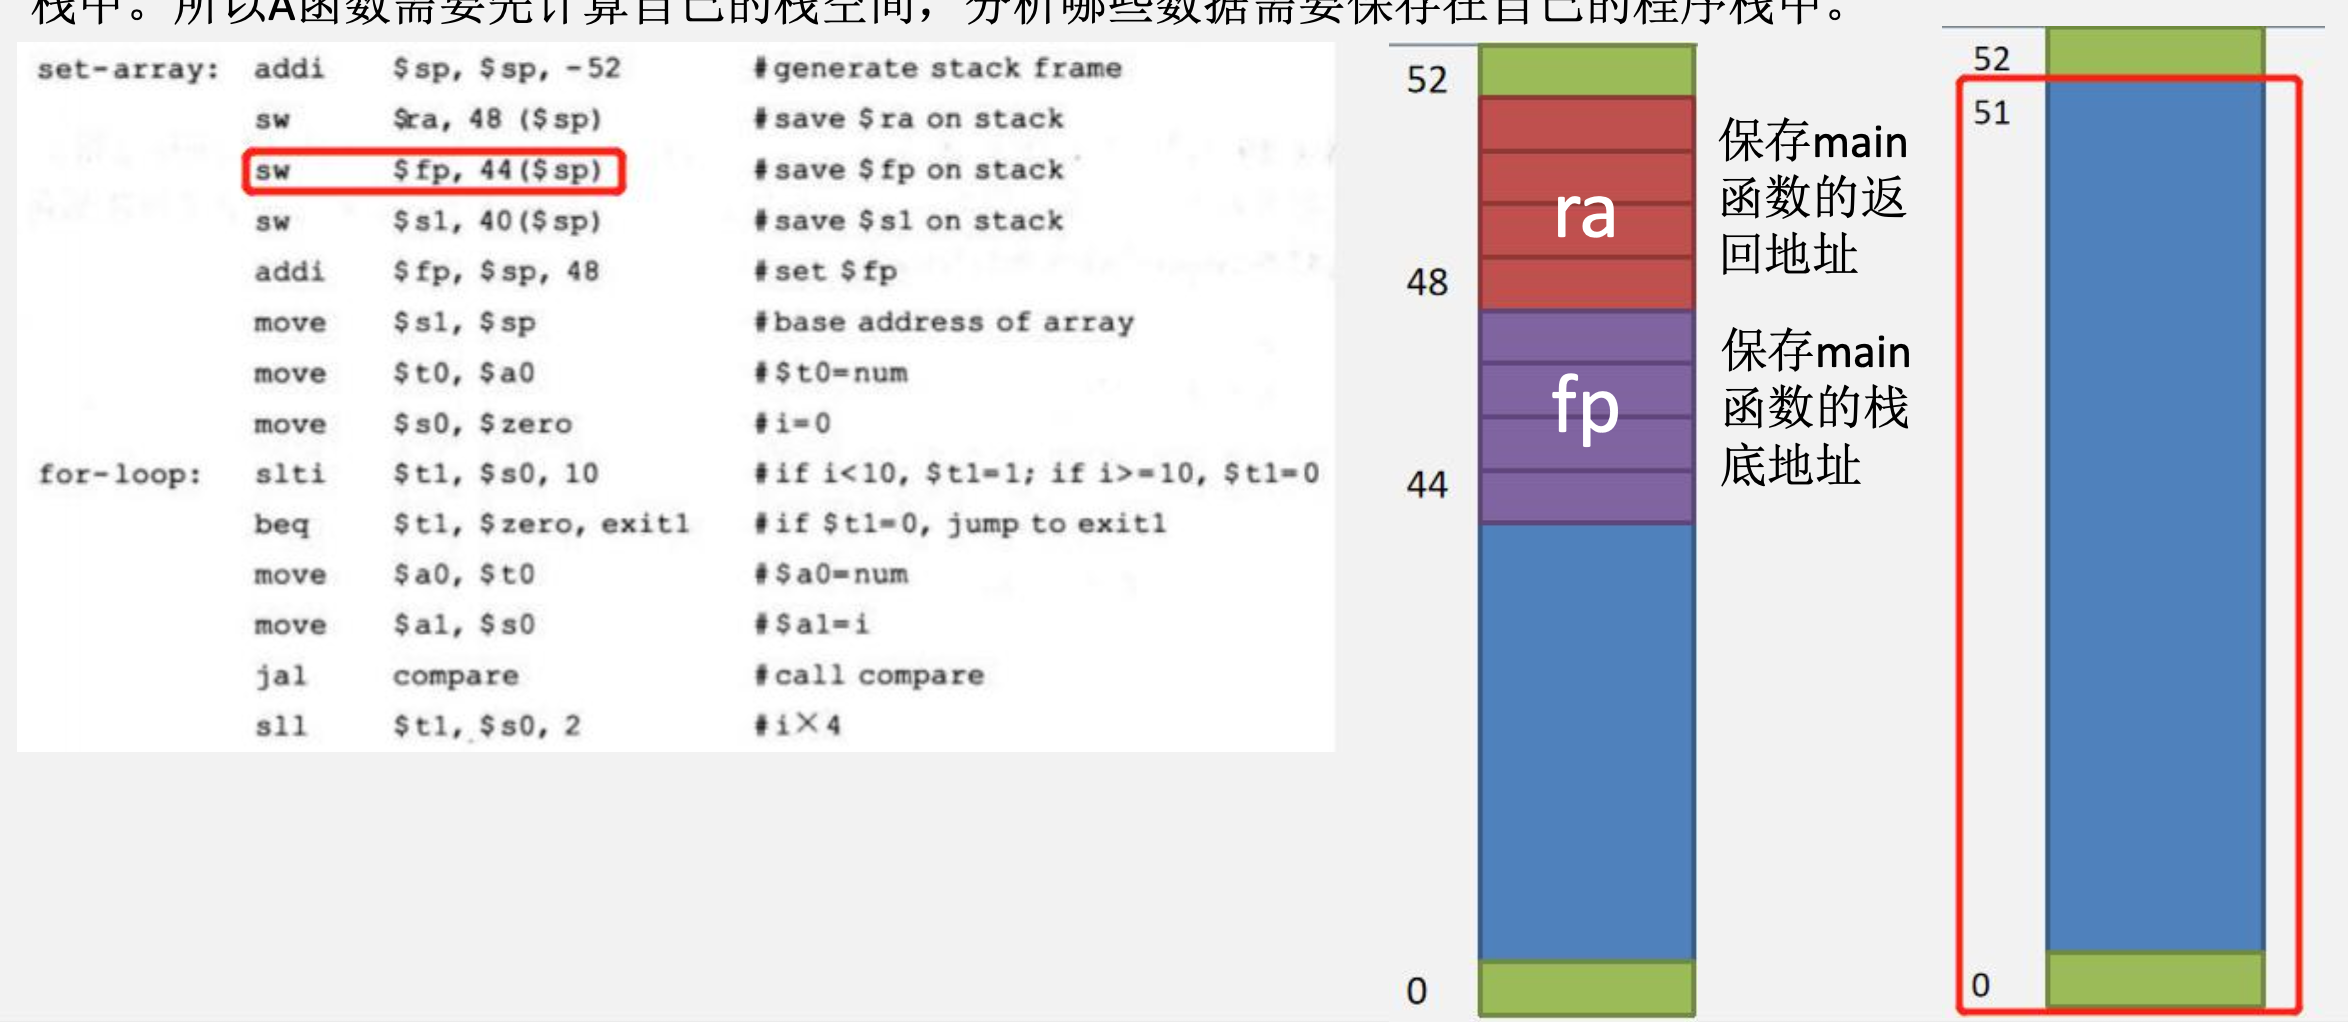 栈中。所以A函数需要先计算自己的栈空间，分析哪些数据需要保存在自己的程序栈中。
set-array: addi $sp, $sp, -52 #generate stack frame
sw $ra, 48 ($sp) #save $ra on stack
sw $fp, 44($sp) #save $fp on stack
sw $s1, 40($sp) #save $s1 on stack
addi $fp, $sp, 48 #set $fp
move $s1, $sp #base address of array
move $t0, $a0 #$t0=num
move $s0, $zero #i=0
for-loop: slti $t1, $s0, 10 #if i<10, $t1=1; if i>=10, $t1=0
beq $t1, $zero, exit1 #if $t1=0, jump to exit1
move $a0, $t0 #$a0=num
move $a1, $s0 #$a1=i
jal compare #call compare
sll $t1, $s0, 2 #i×4
52
ra
48
fp
44
0
保存main
函数的返
回地址
保存main
函数的栈
底地址
52
51
0